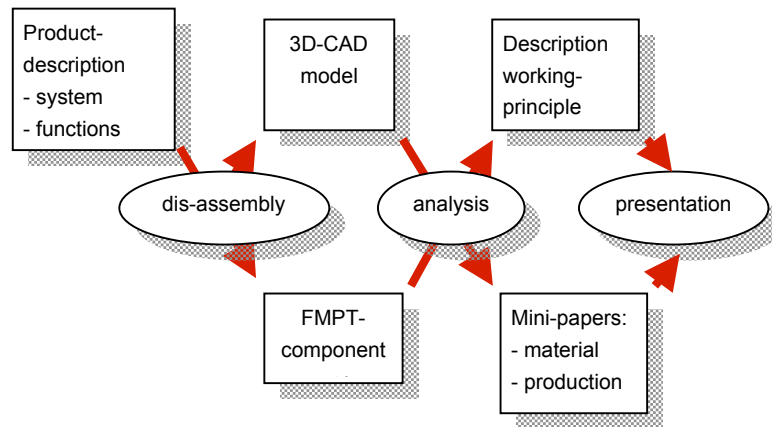 Product-
description
- system
- functions
3D-CAD
model
Description
working-
principle
dis-assembly
analysis
presentation
FMPT-
component
Mini-papers:
- material
- production